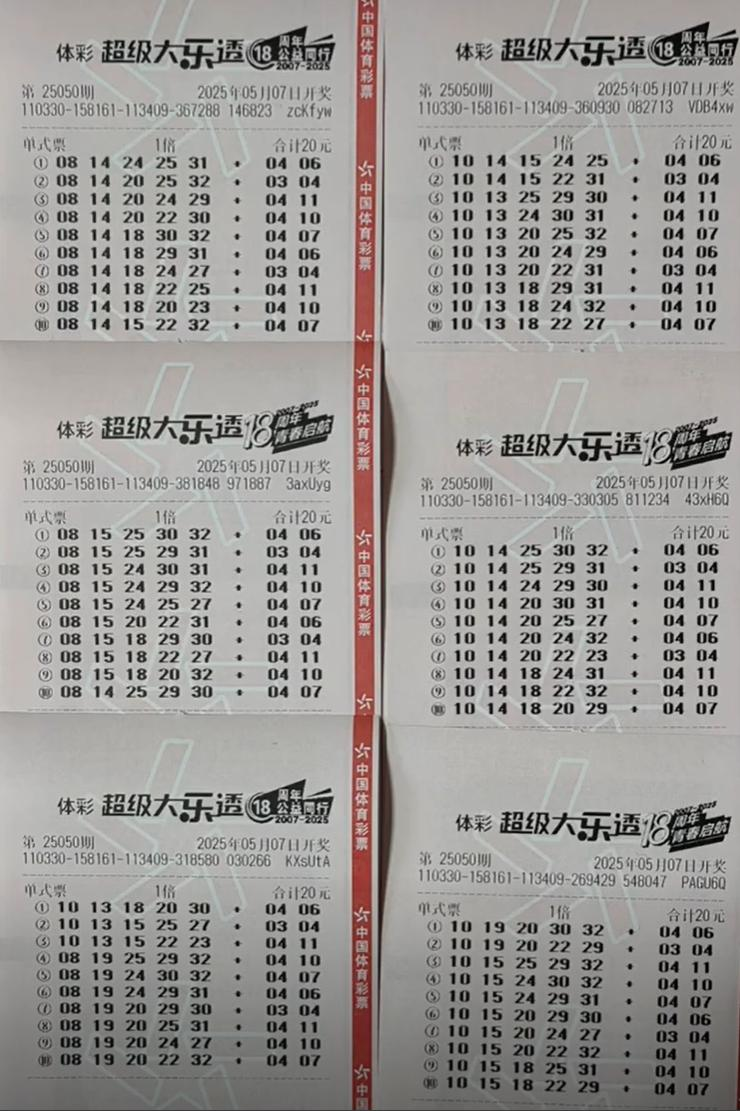 体彩 超级大乐透 18周年公益同行 2007-2025
第 25050期 2025年05月07日开奖
110330-158161-113409-367288 146823 zcKfyw
单式票 1倍 合计20元
① 08 14 24 25 31 + 04 06
② 08 14 20 25 32 + 03 04
③ 08 14 20 24 29 + 04 11
④ 08 14 20 22 30 + 04 10
⑤ 08 14 18 30 32 + 04 07
⑥ 08 14 18 29 31 + 04 06
⑦ 08 14 18 24 27 + 03 04
⑧ 08 14 18 22 25 + 04 11
⑨ 08 14 18 20 23 + 04 10
⑩ 08 14 15 22 32 + 04 07
体彩 超级大乐透 18周年公益同行 2007-2025
第 25050期 2025年05月07日开奖
110330-158161-113409-360930 082713 VDB4xw
单式票 1倍 合计20元
① 10 14 15 24 25 + 04 06
② 10 14 15 22 31 + 03 04
③ 10 13 25 29 30 + 04 11
④ 10 13 24 30 31 + 04 10
⑤ 10 13 20 25 32 + 04 07
⑥ 10 13 20 24 29 + 04 06
⑦ 10 13 20 22 31 + 03 04
⑧ 10 13 18 29 31 + 04 11
⑨ 10 13 18 24 32 + 04 10
⑩ 10 13 18 22 27 + 04 07
体彩 超级大乐透 18周年青春启航 2007-2025
第 25050期 2025年05月07日开奖
110330-158161-113409-381848 971887 3axUyg
单式票 1倍 合计20元
① 08 15 25 30 32 + 04 06
② 08 15 25 29 31 + 03 04
③ 08 15 24 30 31 + 04 11
④ 08 15 24 29 32 + 04 10
⑤ 08 15 24 25 27 + 04 07
⑥ 08 15 20 22 31 + 04 06
⑦ 08 15 18 29 30 + 03 04
⑧ 08 15 18 22 27 + 04 11
⑨ 08 15 18 20 32 + 04 10
⑩ 08 14 25 29 30 + 04 07
体彩 超级大乐透 18周年青春启航 2007-2025
第 25050期 2025年05月07日开奖
110330-158161-113409-330305 811234 43xH6Q
单式票 1倍 合计20元
① 10 14 25 30 32 + 04 06
② 10 14 25 29 31 + 03 04
③ 10 14 24 29 30 + 04 11
④ 10 14 20 30 31 + 04 10
⑤ 10 14 20 25 27 + 04 07
⑥ 10 14 20 24 32 + 04 06
⑦ 10 14 20 22 23 + 03 04
⑧ 10 14 18 24 31 + 04 11
⑨ 10 14 18 22 32 + 04 10
⑩ 10 14 18 20 29 + 04 07
体彩 超级大乐透 18周年公益同行 2007-2025
第 25050期 2025年05月07日开奖
110330-158161-113409-318580 030266 KXsUtA
单式票 1倍 合计20元
① 10 13 18 20 30 + 04 06
② 10 13 15 25 27 + 03 04
③ 10 13 15 22 23 + 04 11
④ 08 19 25 29 32 + 04 10
⑤ 08 19 24 30 32 + 04 07
⑥ 08 19 24 29 31 + 04 06
⑦ 08 19 20 29 30 + 03 04
⑧ 08 19 20 25 31 + 04 11
⑨ 08 19 20 24 27 + 04 10
⑩ 08 19 20 22 32 + 04 07
体彩 超级大乐透 18周年青春启航 2007-2025
第 25050期 2025年05月07日开奖
110330-158161-113409-269429 548047 PAGU6Q
单式票 1倍 合计20元
① 10 19 20 30 32 + 04 06
② 10 19 20 22 29 + 03 04
③ 10 15 25 29 32 + 04 11
④ 10 15 24 30 32 + 04 10
⑤ 10 15 24 29 31 + 04 07
⑥ 10 15 20 29 30 + 04 06
⑦ 10 15 20 24 27 + 03 04
⑧ 10 15 20 22 32 + 04 11
⑨ 10 15 18 25 31 + 04 10
⑩ 10 15 18 22 29 + 04 07
中国体育彩票
中国体育彩票
中国体育彩票
中国体育彩票
中国体育彩票
中国体育彩票
中国